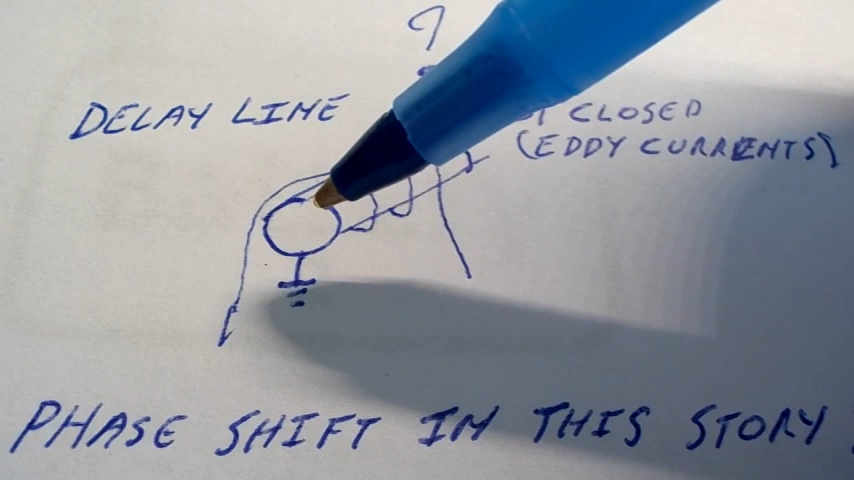 DELAY LINE
CLOSED
(EDDY CURRENTS)
PHASE SHIFT IN THIS STORY